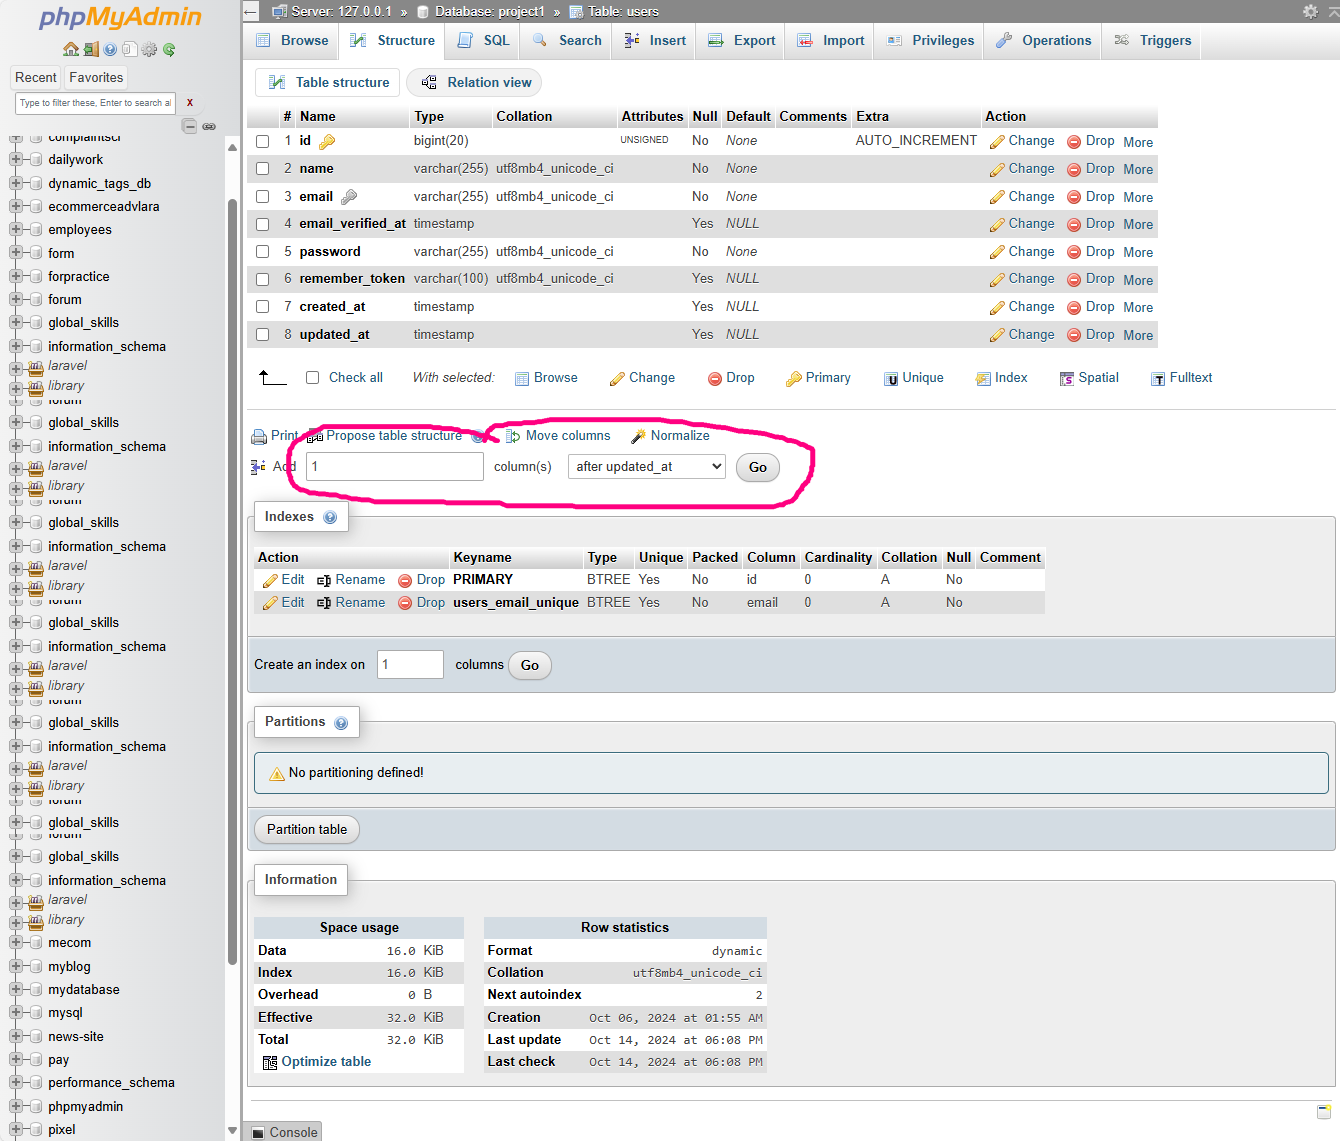 phpMyAdmin
Recent Favorites
Type to filter these, Enter to search al X
complaintsci
dailywork
dynamic_tags_db
ecommerceadvlara
employees
form
forpractice
forum
global_skills
information_schema
laravel
library
forum
global_skills
information_schema
laravel
library
forum
global_skills
information_schema
laravel
library
forum
global_skills
information_schema
laravel
library
forum
global_skills
information_schema
laravel
library
forum
global_skills
forum
global_skills
information_schema
laravel
library
mecom
myblog
mydatabase
mysql
news-site
pay
performance_schema
phpmyadmin
pixel
Server: 127.0.0.1 » Database: project1 » Table: users
Browse Structure SQL Search Insert Export Import Privileges Operations Triggers
Table structure Relation view
# Name Type Collation Attributes Null Default Comments Extra Action
1 id bigint(20) UNSIGNED No None AUTO_INCREMENT Change Drop More
2 name varchar(255) utf8mb4_unicode_ci No None Change Drop More
3 email varchar(255) utf8mb4_unicode_ci No None Change Drop More
4 email_verified_at timestamp Yes NULL Change Drop More
5 password varchar(255) utf8mb4_unicode_ci No None Change Drop More
6 remember_token varchar(100) utf8mb4_unicode_ci Yes NULL Change Drop More
7 created_at timestamp Yes NULL Change Drop More
8 updated_at timestamp Yes NULL Change Drop More
Check all With selected: Browse Change Drop Primary Unique Index Spatial Fulltext
Print Propose table structure Move columns Normalize
Add 1 column(s) after updated_at Go
Indexes
Action Keyname Type Unique Packed Column Cardinality Collation Null Comment
Edit Rename Drop PRIMARY BTREE Yes No id 0 A No
Edit Rename Drop users_email_unique BTREE Yes No email 0 A No
Create an index on 1 columns Go
Partitions
No partitioning defined!
Partition table
Information
Space usage
Data 16.0 KiB
Index 16.0 KiB
Overhead 0 B
Effective 32.0 KiB
Total 32.0 KiB
Optimize table
Row statistics
Format dynamic
Collation utf8mb4_unicode_ci
Next autoindex 2
Creation Oct 06, 2024 at 01:55 AM
Last update Oct 14, 2024 at 06:08 PM
Last check Oct 14, 2024 at 06:08 PM
Console